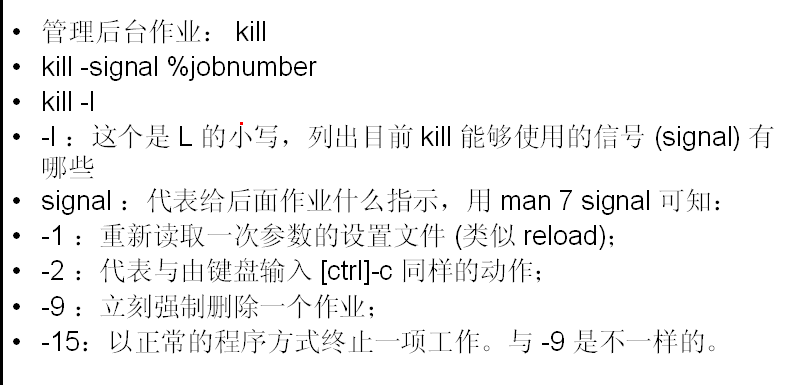 • 管理后台作业： kill
• kill -signal %jobnumber
• kill -l
• -l ：这个是 L 的小写，列出目前 kill 能够使用的信号 (signal) 有
哪些
• signal ：代表给后面作业什么指示，用 man 7 signal 可知：
• -1 ：重新读取一次参数的设置文件 (类似 reload)；
• -2 ：代表与由键盘输入 [ctrl]-c 同样的动作；
• -9 ：立刻强制删除一个作业；
• -15：以正常的程序方式终止一项工作。与 -9 是不一样的。